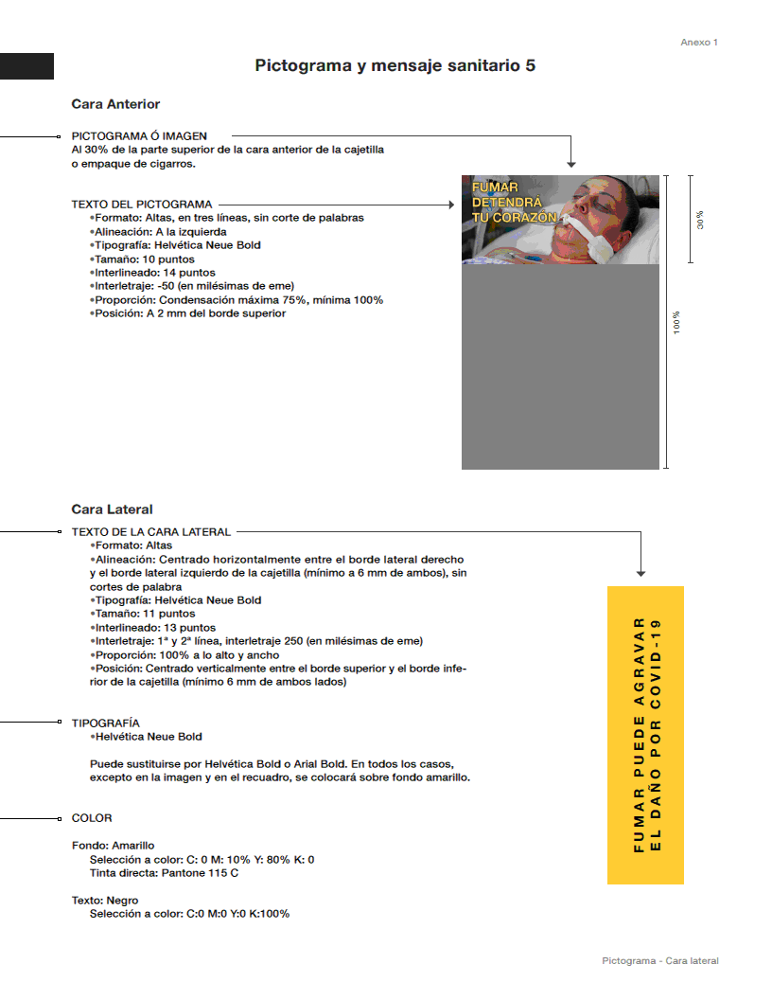 Anexo 1
Pictograma y mensaje sanitario 5
Cara Anterior
PICTOGRAMA Ó IMAGEN
Al 30% de la parte superior de la cara anterior de la cajetilla
o empaque de cigarros.
TEXTO DEL PICTOGRAMA
•Formato: Altas, en tres líneas, sin corte de palabras
•Alineación: A la izquierda
•Tipografía: Helvética Neue Bold
•Tamaño: 10 puntos
•Interlineado: 14 puntos
•Interletraje: -50 (en milésimas de eme)
•Proporción: Condensación máxima 75%, mínima 100%
•Posición: A 2 mm del borde superior
FUMAR
DETENDRÁ
TU CORAZÓN
30%
100%
Cara Lateral
TEXTO DE LA CARA LATERAL
•Formato: Altas
•Alineación: Centrado horizontalmente entre el borde lateral derecho
y el borde lateral izquierdo de la cajetilla (mínimo a 6 mm de ambos), sin
cortes de palabra
•Tipografía: Helvética Neue Bold
•Tamaño: 11 puntos
•Interlineado: 13 puntos
•Interletraje: 1ª y 2ª línea, interletraje 250 (en milésimas de eme)
•Proporción: 100% a lo alto y ancho
•Posición: Centrado verticalmente entre el borde superior y el borde infe-
rior de la cajetilla (mínimo 6 mm de ambos lados)
FUMAR PUEDE AGRAVAR
EL DAÑO POR COVID-19
TIPOGRAFÍA
•Helvética Neue Bold
Puede sustituirse por Helvética Bold o Arial Bold. En todos los casos,
excepto en la imagen y en el recuadro, se colocará sobre fondo amarillo.
COLOR
Fondo: Amarillo
Selección a color: C: 0 M: 10% Y: 80% K: 0
Tinta directa: Pantone 115 C
Texto: Negro
Selección a color: C:0 M:0 Y:0 K:100%
Pictograma - Cara lateral